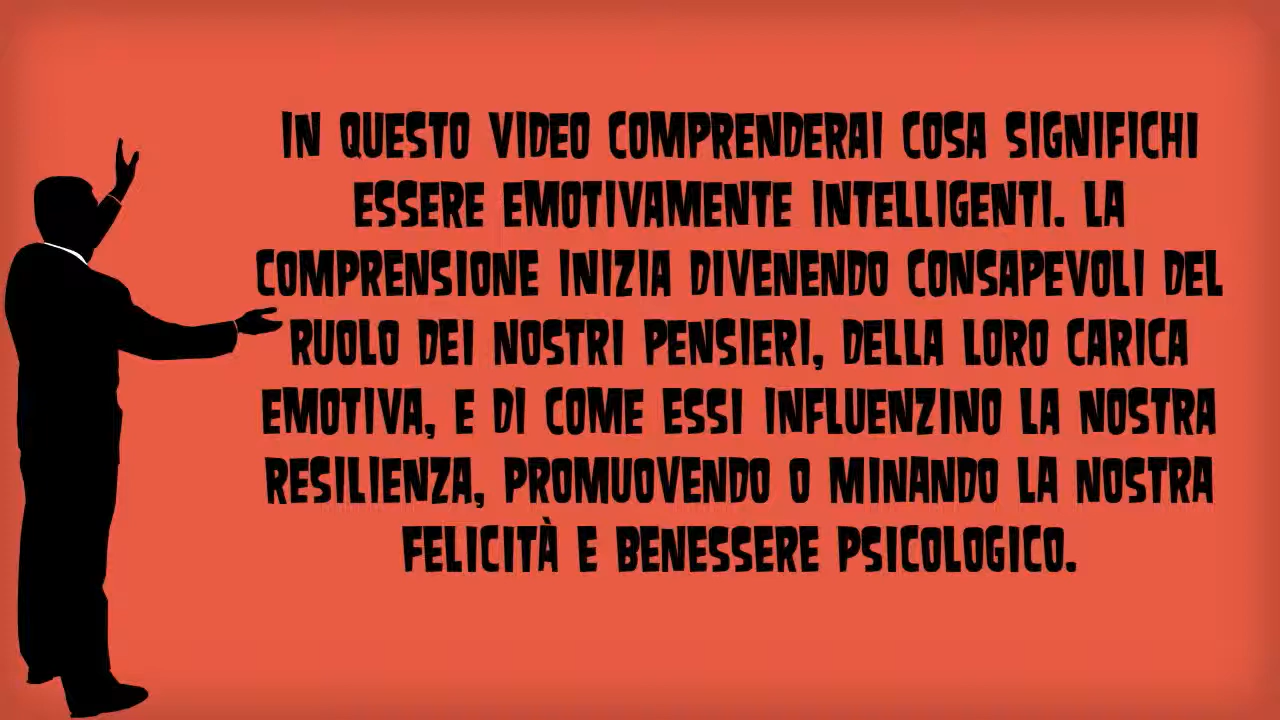 IN QUESTO VIDEO COMPRENDERAI COSA SIGNIFICHI
ESSERE EMOTIVAMENTE INTELLIGENTI. LA
COMPRENSIONE INIZIA DIVENENDO CONSAPEVOLI DEL
RUOLO DEI NOSTRI PENSIERI, DELLA LORO CARICA
EMOTIVA, E DI COME ESSI INFLUENZINO LA NOSTRA
RESILIENZA, PROMUOVENDO O MINANDO LA NOSTRA
FELICITÀ E BENESSERE PSICOLOGICO.